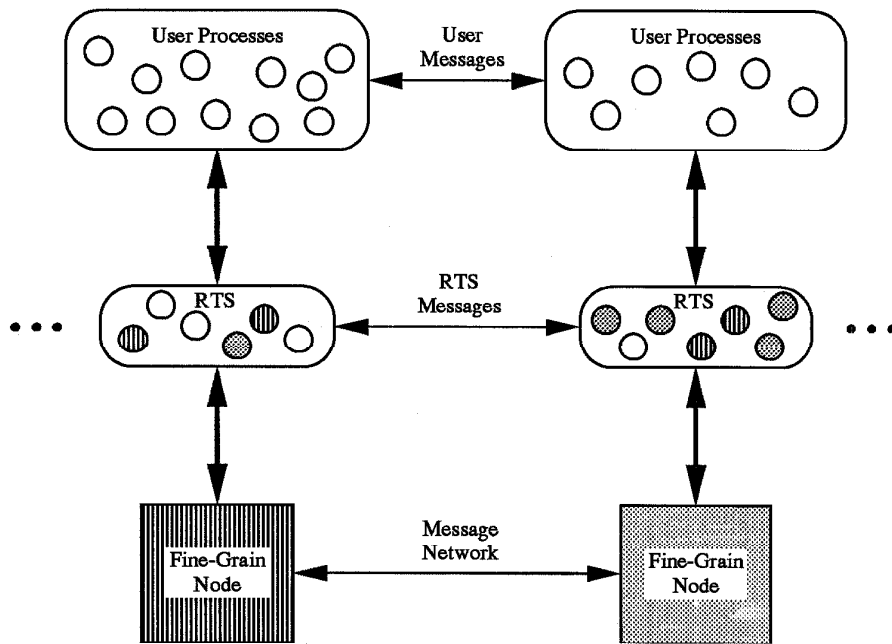 User Processes
User
Messages
User Processes
RTS
RTS
Messages
RTS
Fine-Grain
Node
Message
Network
Fine-Grain
Node